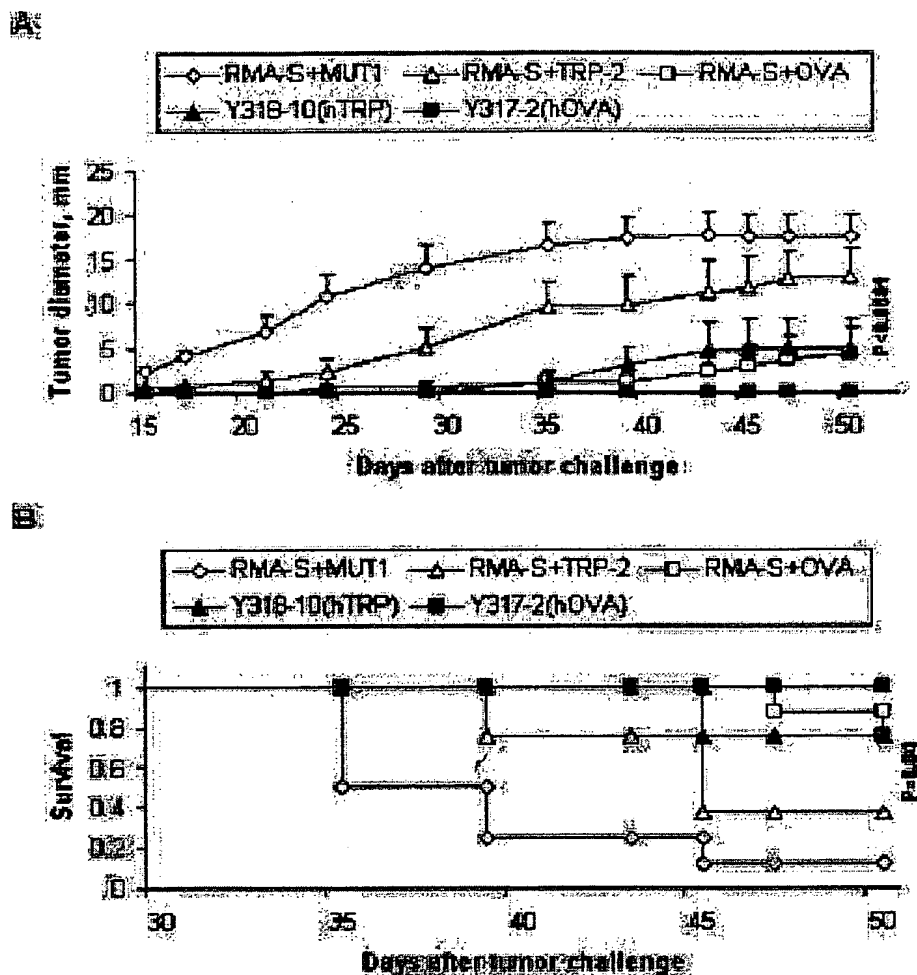 A
RMA-S+MUT1 RMA-S+TRP-2 RMA-S+OVA
Y318-10(hTRP) Y317-2(hOVA)
Tumor diameter, mm
25
20
15
10
5
0
15 20 25 30 35 40 45 50
Days after tumor challenge
P<0.0001
B
RMA-S+MUT1 RMA-S+TRP-2 RMA-S+OVA
Y318-10(hTRP) Y317-2(hOVA)
Survival
1
0.8
0.6
0.4
0.2
0
30 35 40 45 50
Days after tumor challenge